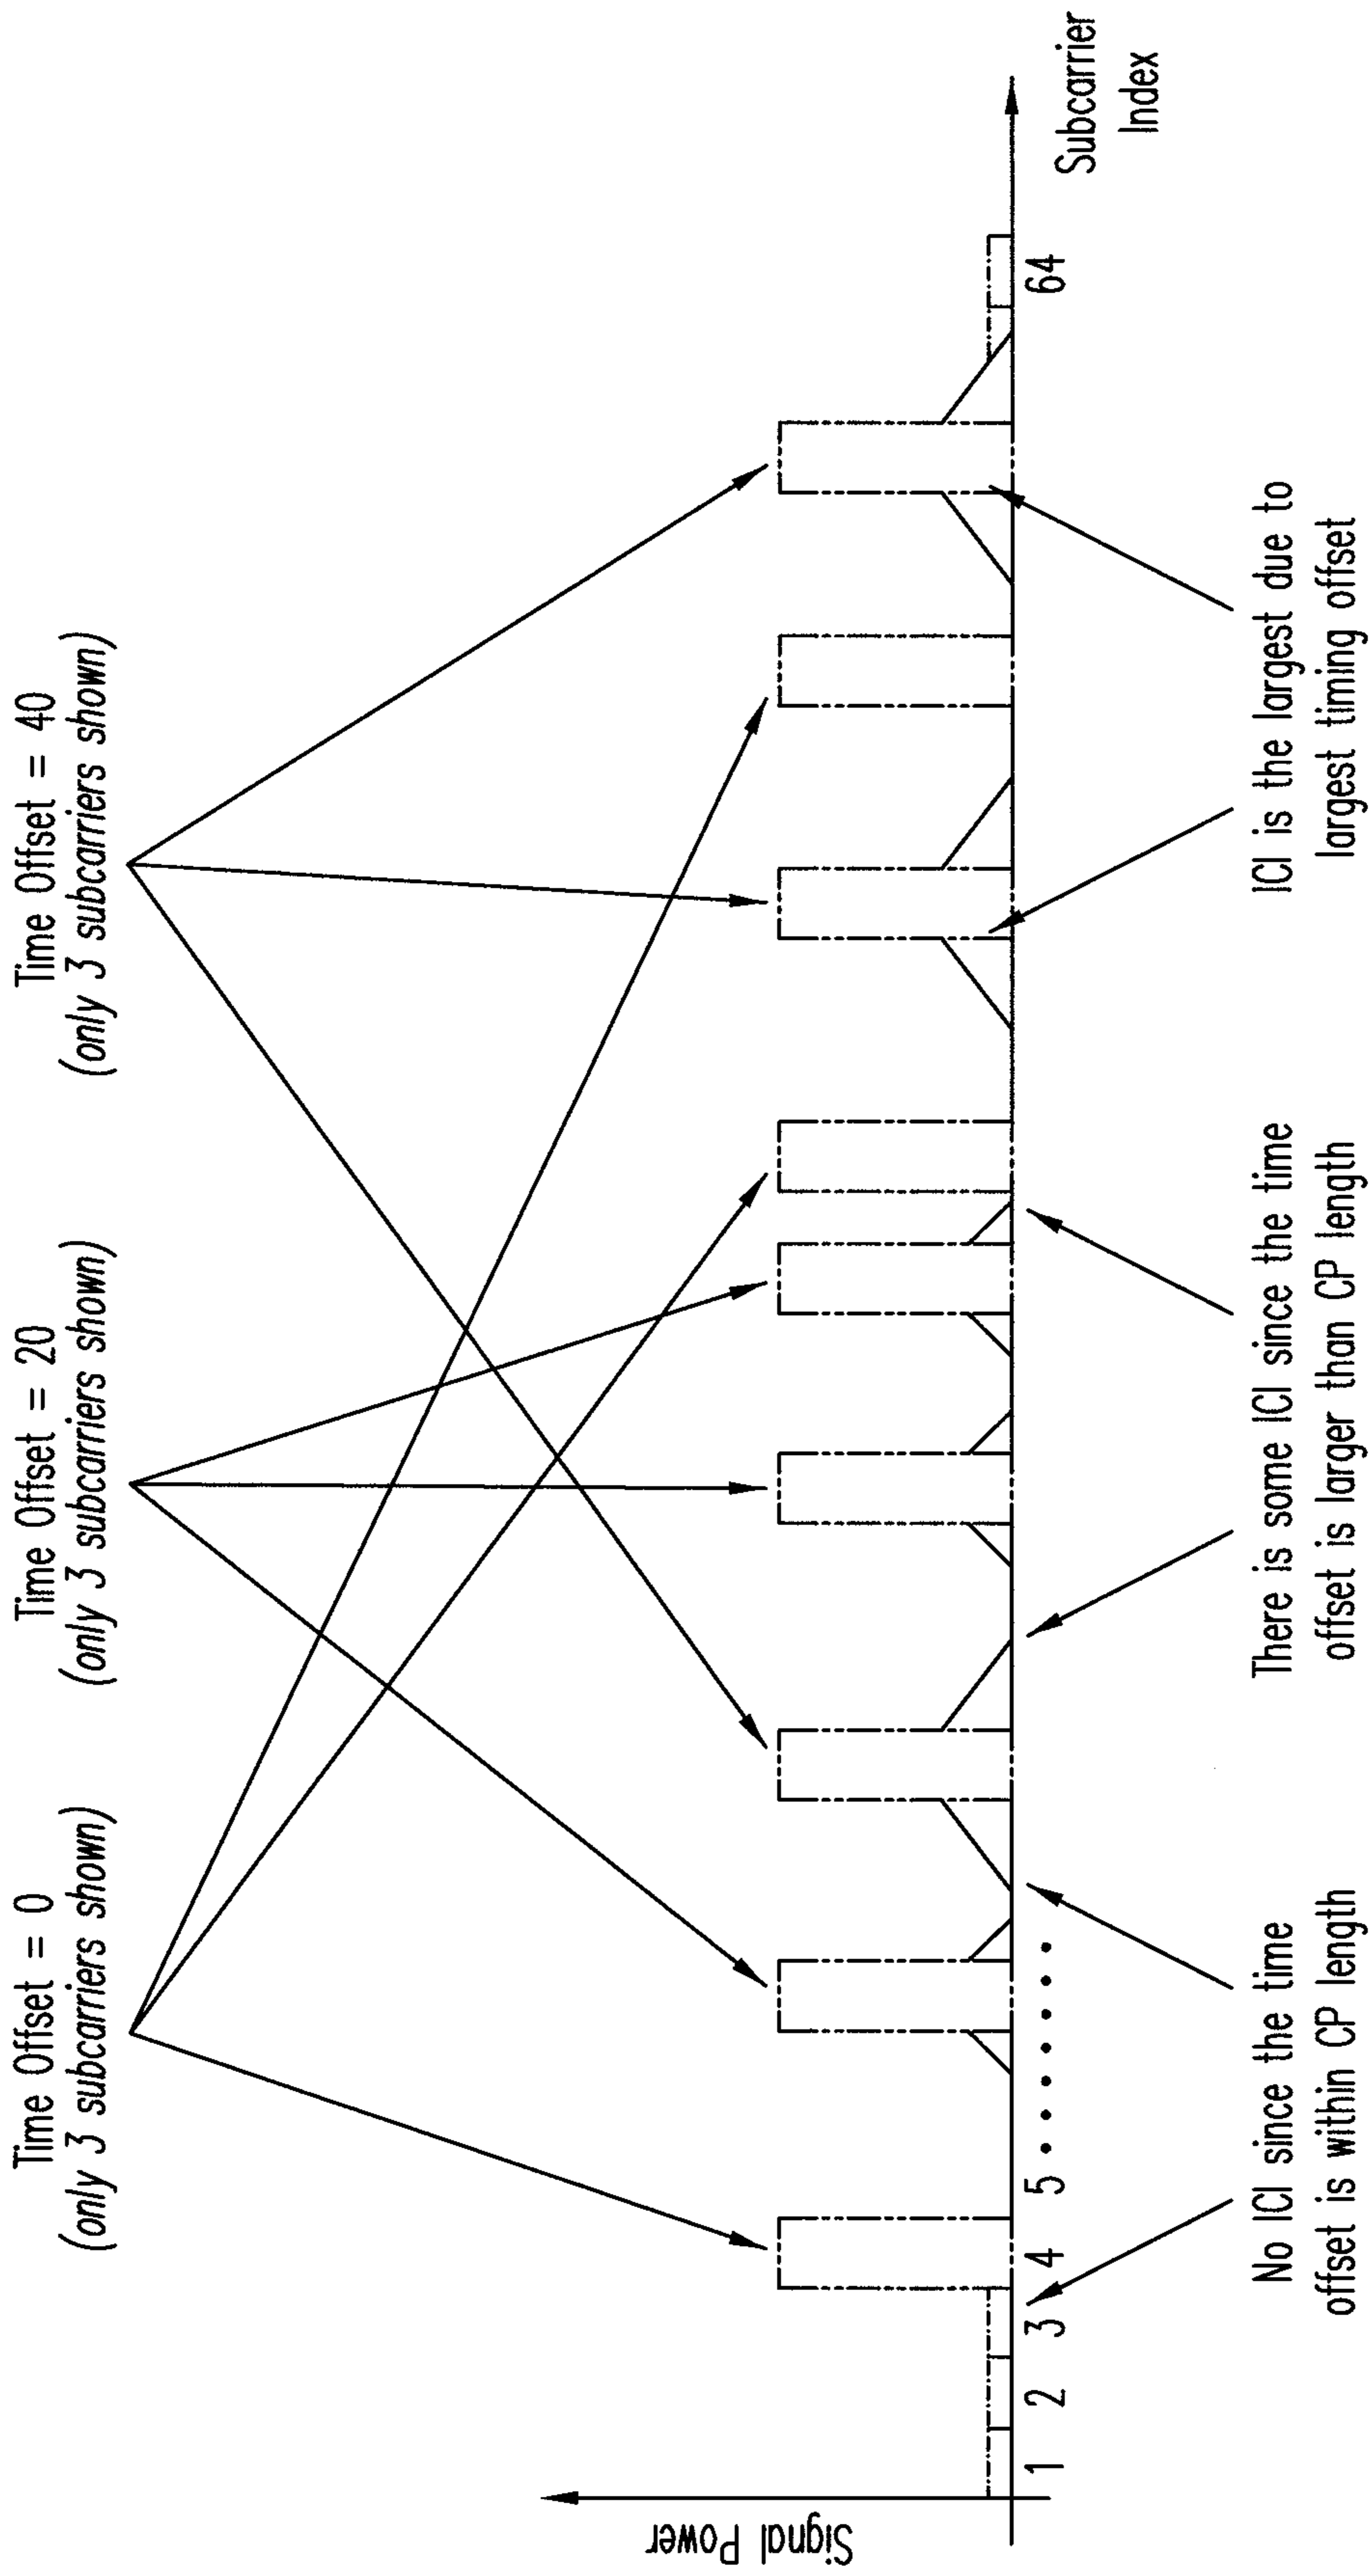 Time Offset = 0
(only 3 subcarriers shown)
Time Offset = 20
(only 3 subcarriers shown)
Time Offset = 40
(only 3 subcarriers shown)
Signal Power
1 2 3 4 5 • • • • • • • 64
Subcarrier
Index
No ICI since the time
offset is within CP length
There is some ICI since the time
offset is larger than CP length
ICI is the largest due to
largest timing offset